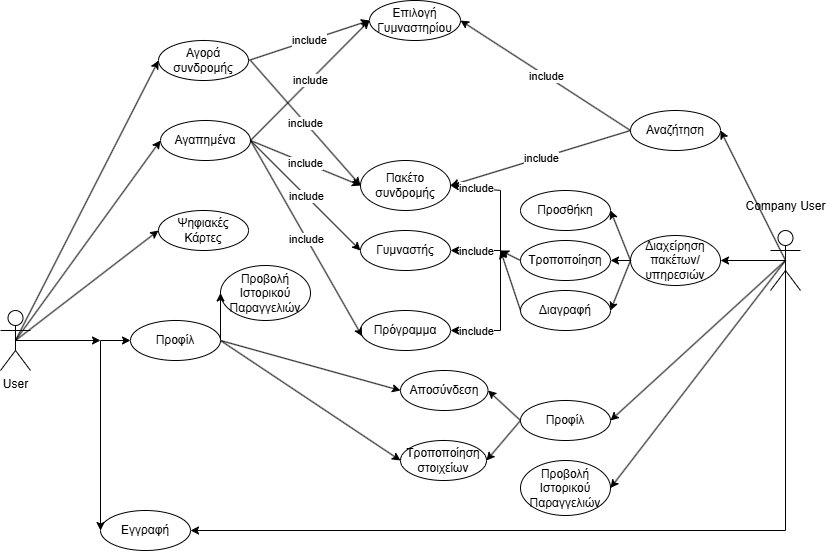 Επιλογή
Γυμναστηρίου
include
Αγορά
συνδρομής
include
include
include
include
Αγαπημένα
Αναζήτηση
include
include
Πακέτο
συνδρομής
include
include
Company User
Προσθήκη
Ψηφιακές
Κάρτες
include
Γυμναστής
include
Τροποποίηση
Διαχείρηση
πακέτων/
υπηρεσιών
Προβολή
Ιστορικού
Παραγγελιών
Διαγραφή
Πρόγραμμα
include
Προφίλ
User
Αποσύνδεση
Προφίλ
Τροποποίηση
στοιχείων
Προβολή
Ιστορικού
Παραγγελιών
Εγγραφή